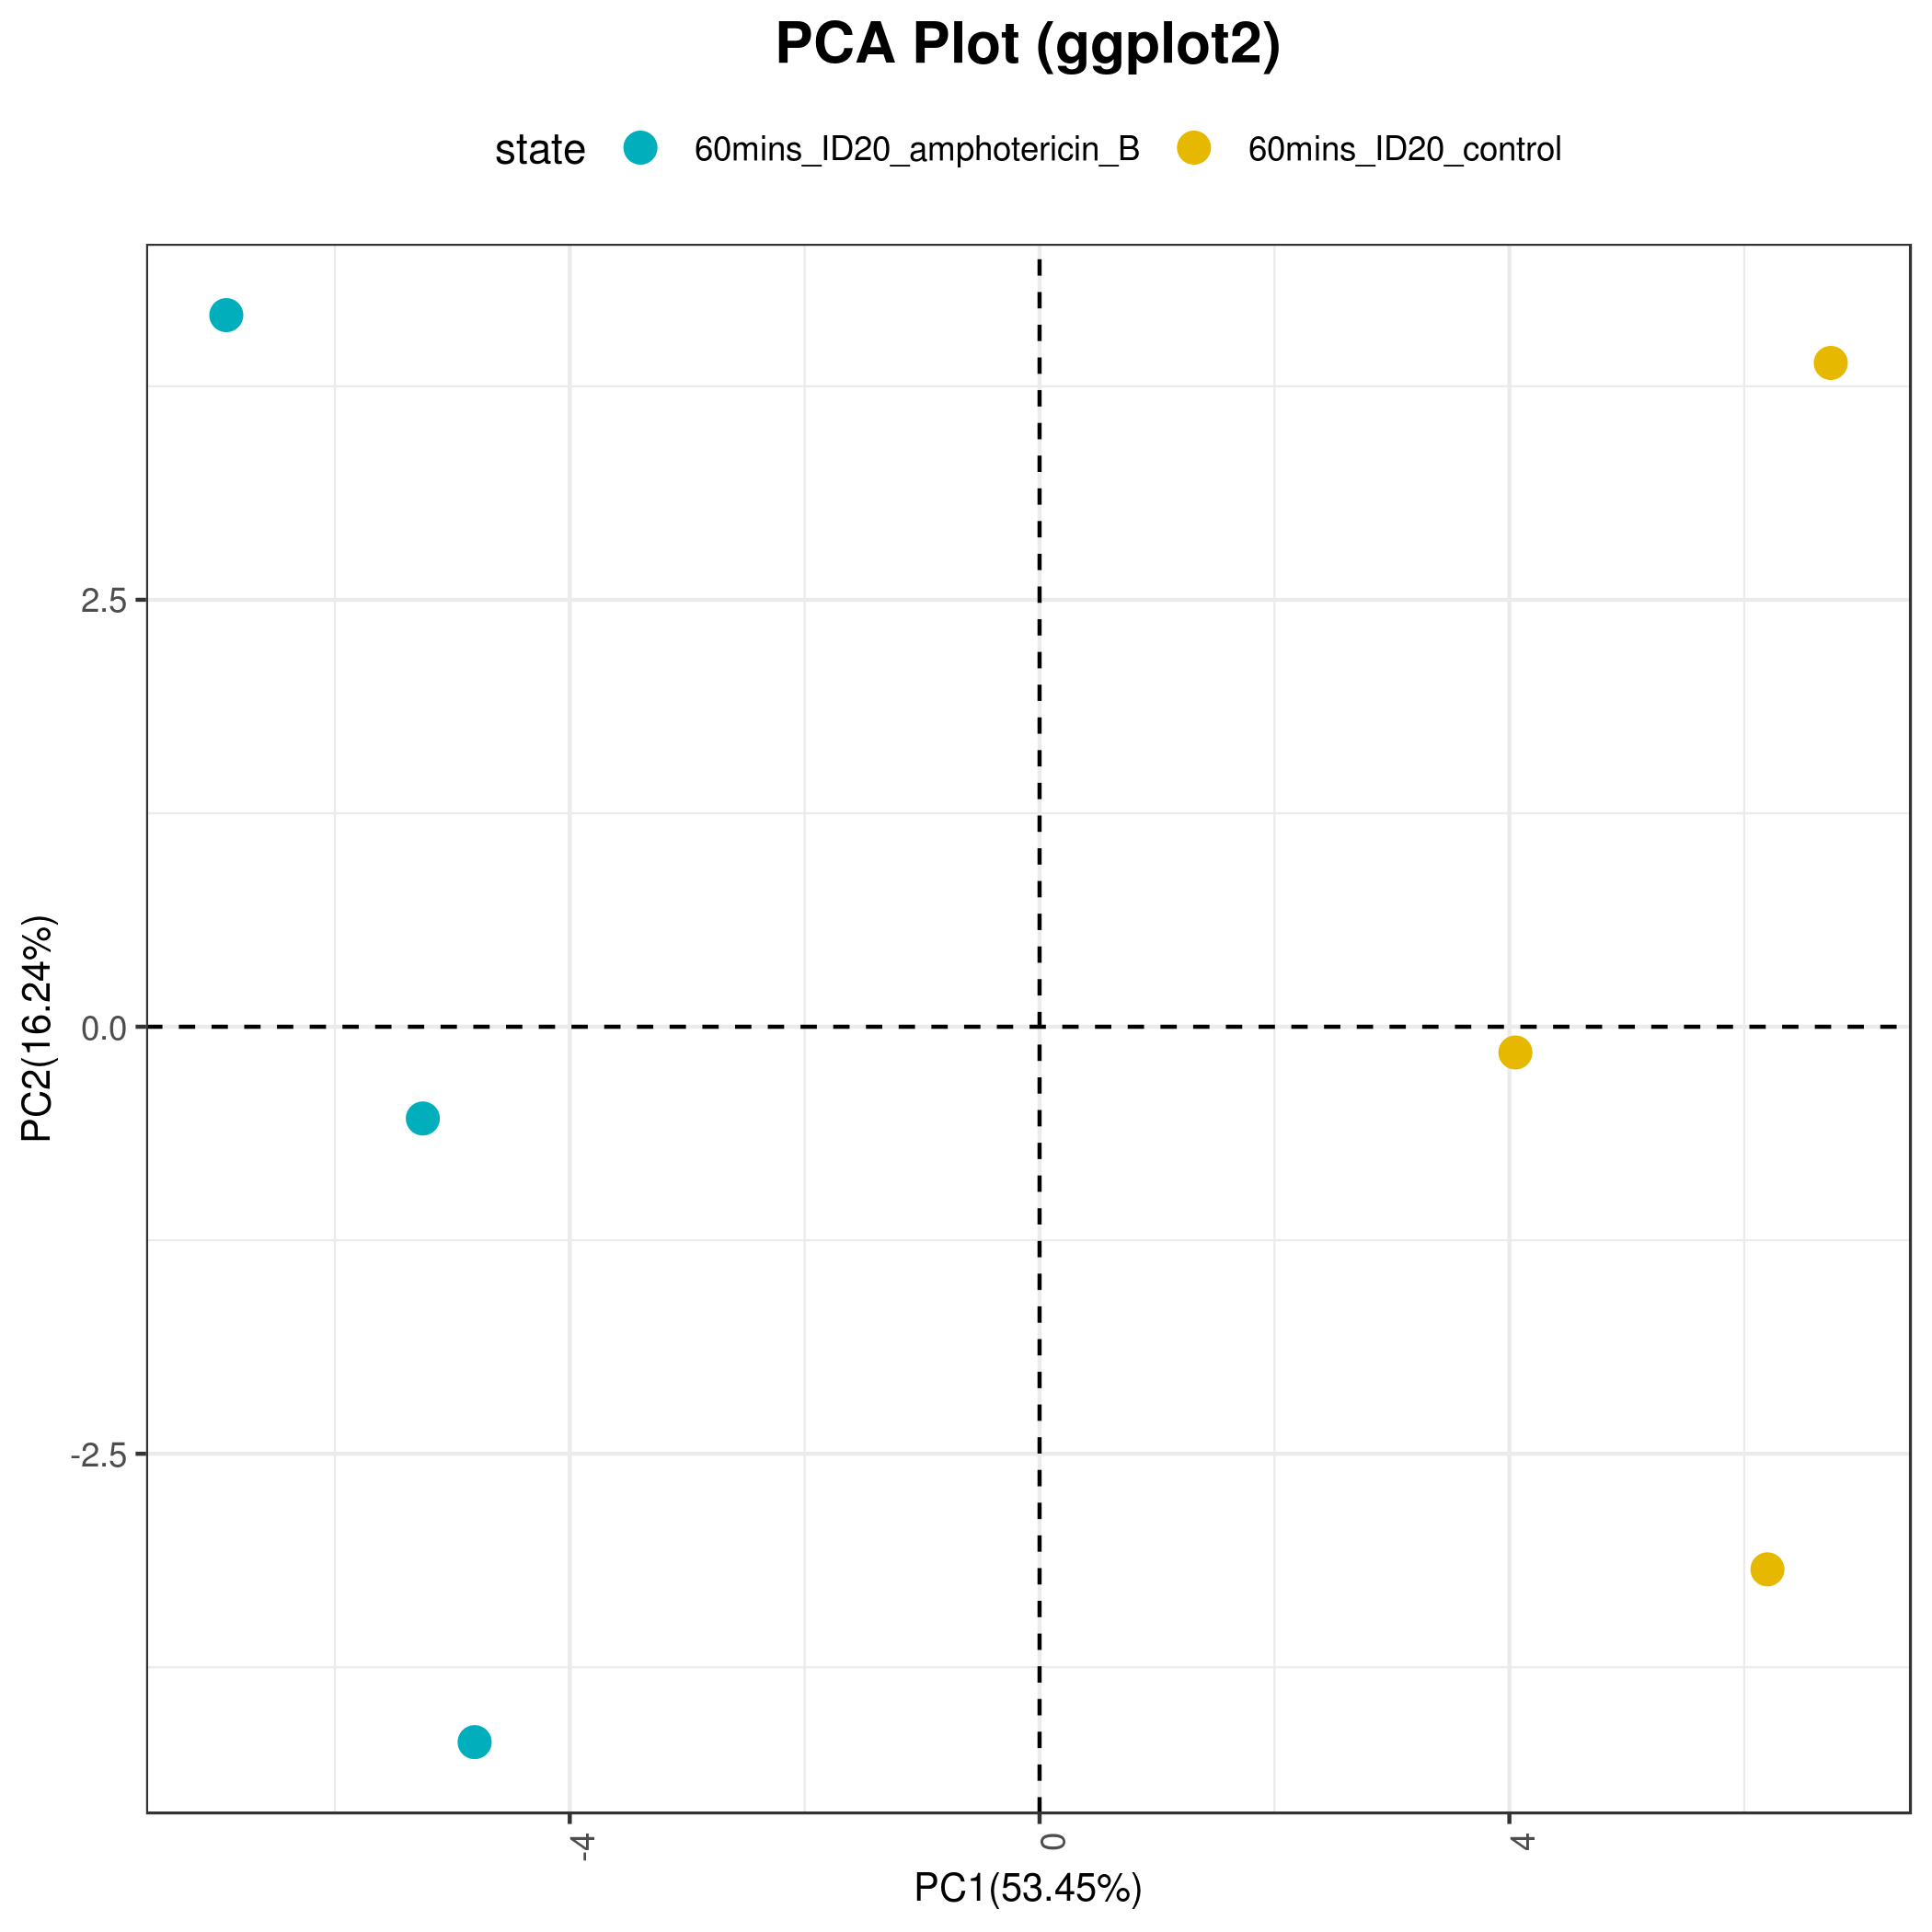 PCA Plot (ggplot2)
state 60mins_ID20_amphotericin_B 60mins_ID20_control
2.5
0.0
-2.5
PC2(16.24%)
-4 0 4
PC1(53.45%)